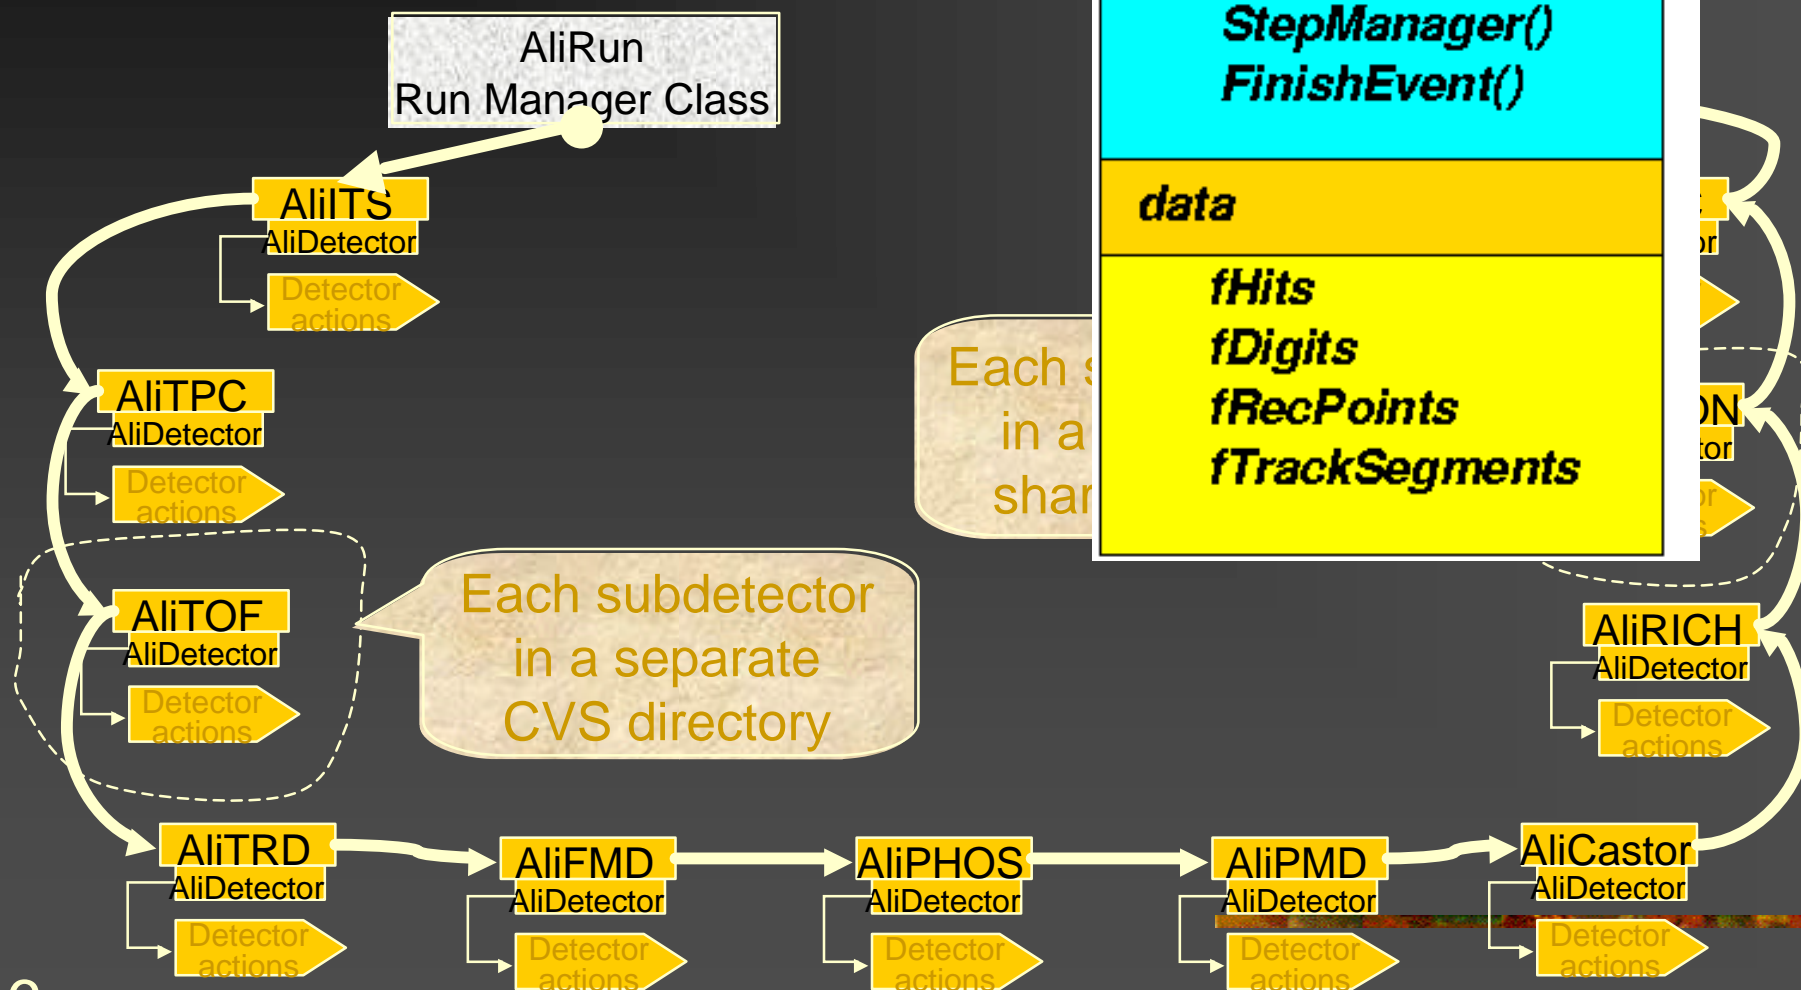 AliRun
Run Manager Class
StepManager()
FinishEvent()
data
fHits
fDigits
fRecPoints
fTrackSegments
AliITS
AliDetector
Detector
actions
AliTPC
AliDetector
Detector
actions
Each
in a
AliTOF
AliDetector
Detector
actions
Each subdetector
in a separate
CVS directory
AliRICH
AliDetector
Detector
actions
AliTRD
AliDetector
Detector
actions
AliFMD
AliDetector
Detector
actions
AliPHOS
AliDetector
Detector
actions
AliPMD
AliDetector
Detector
actions
AliCastor
AliDetector
Detector
actions